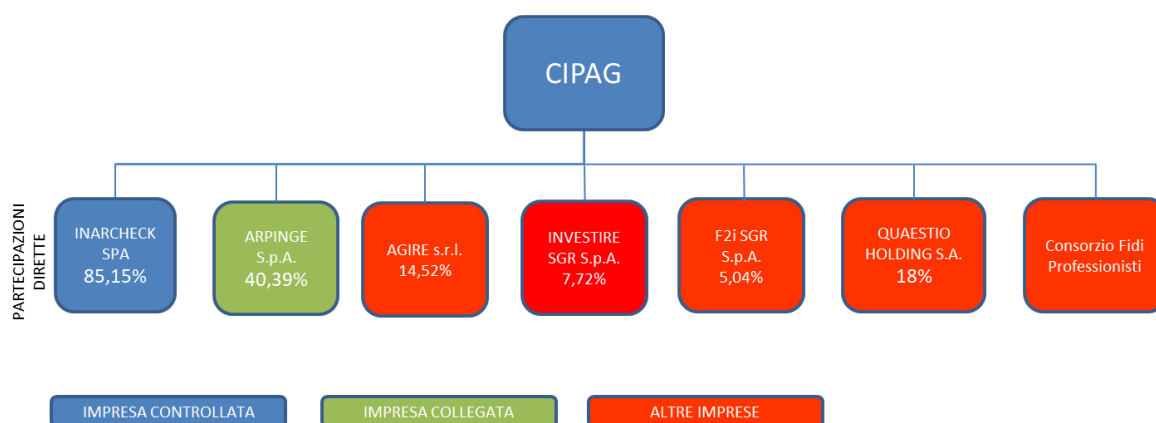 CIPAG
PARTECIPAZIONI
DIRETTE
INARCHECK
SPA
85,15%
ARPINGE
S.p.A.
40,39%
AGIRE s.r.l.
14,52%
INVESTIRE
SGR S.p.A.
7,72%
F2i SGR
S.p.A.
5,04%
QUAESTIO
HOLDING S.A.
18%
Consorzio Fidi
Professionisti
IMPRESA CONTROLLATA
IMPRESA COLLEGATA
ALTRE IMPRESE